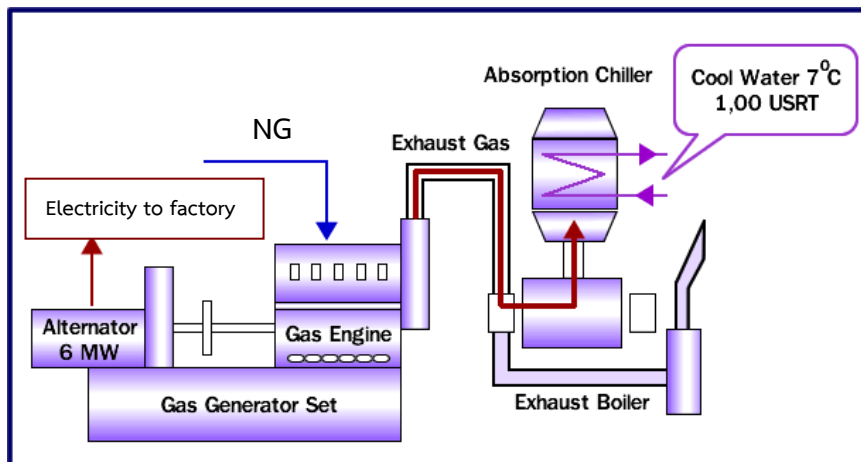 Absorption Chiller
Cool Water 7⁰C
1,00 USRT
NG
Exhaust Gas
Electricity to factory
Alternator
6 MW
Gas Engine
Gas Generator Set
Exhaust Boiler